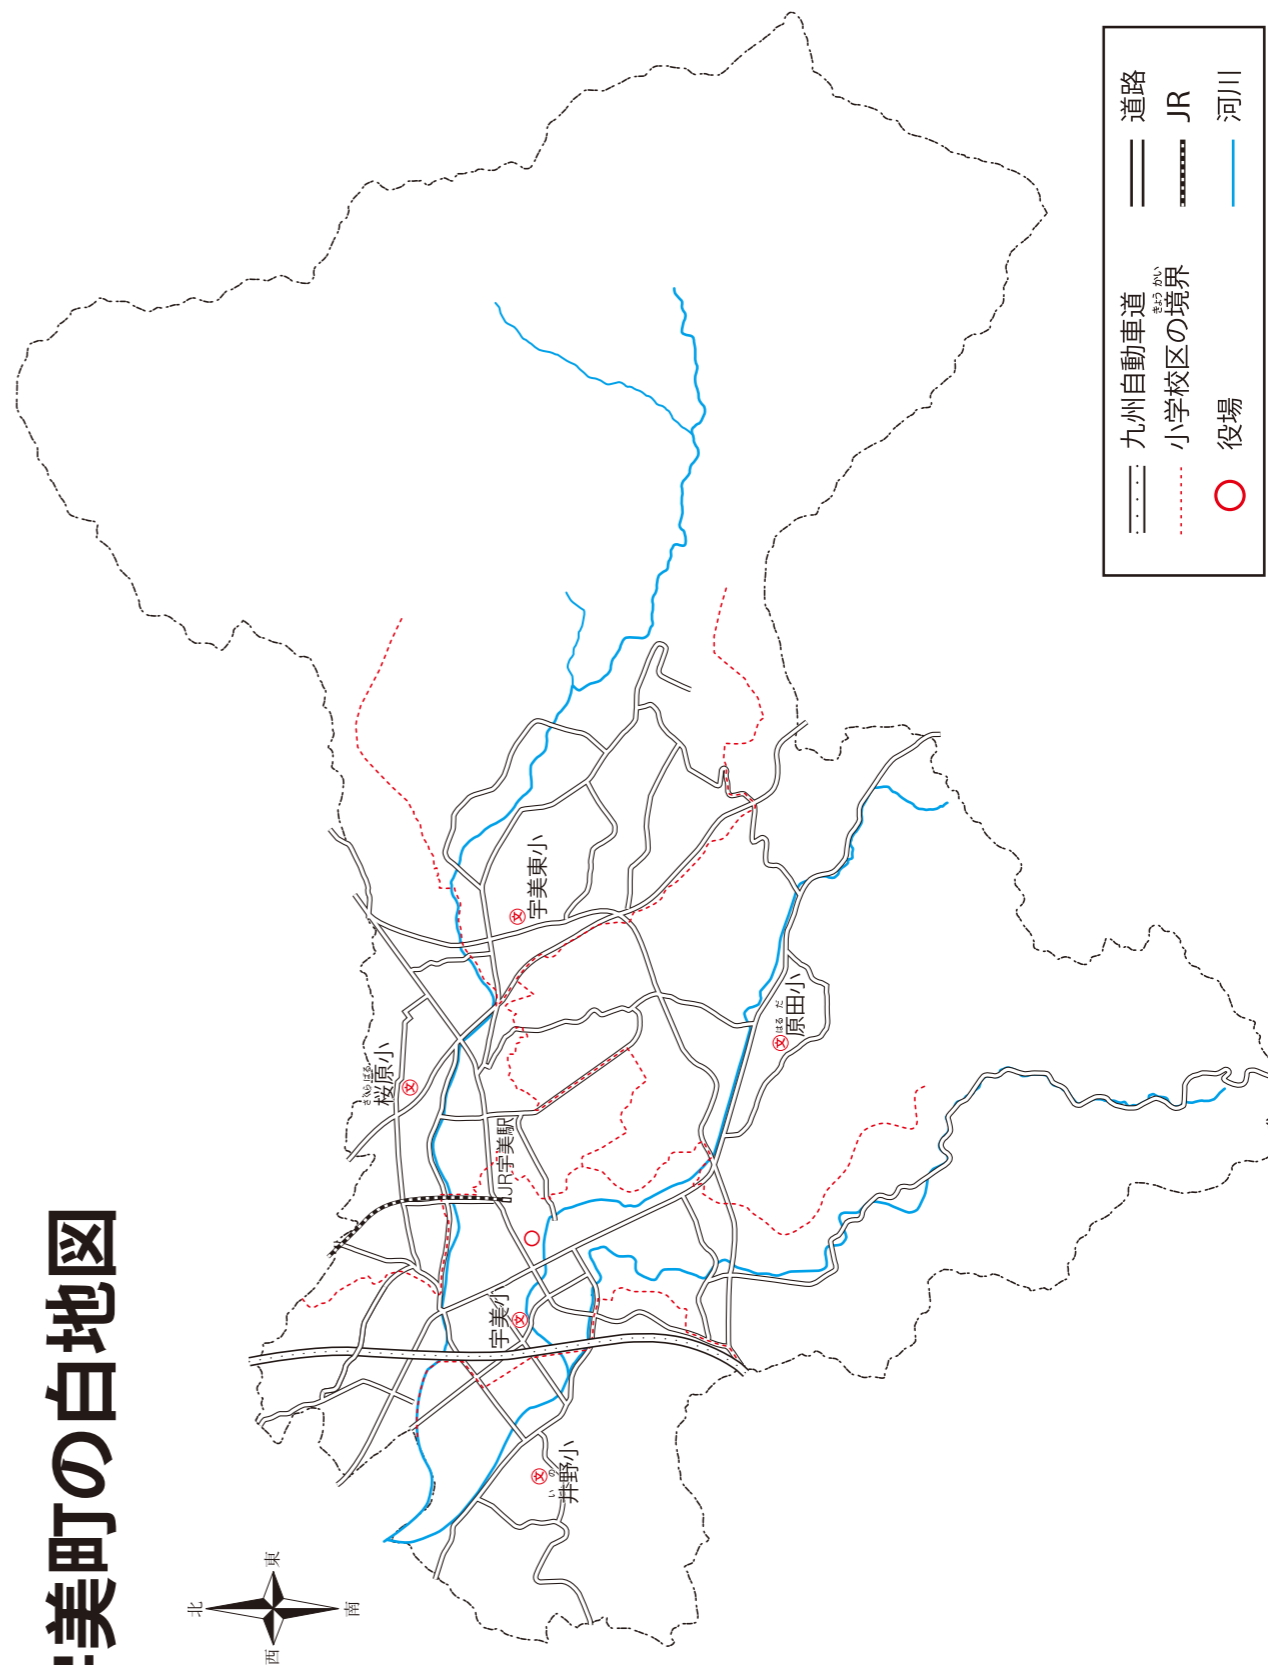 美町の白地図
北
東
南
西
さくらばる
桜原小
宇美東小
はるだ
原田小
JR宇美駅
宇美小
いの
井野小
九州自動車道
道路
きょうかい
小学校区の境界
JR
役場
河川